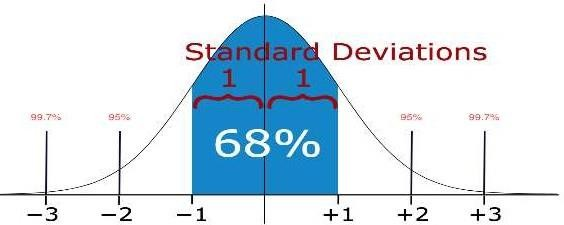 Standard Deviations
1 1
99.7% 95% 95% 99.7%
68%
−3 −2 −1 +1 +2 +3